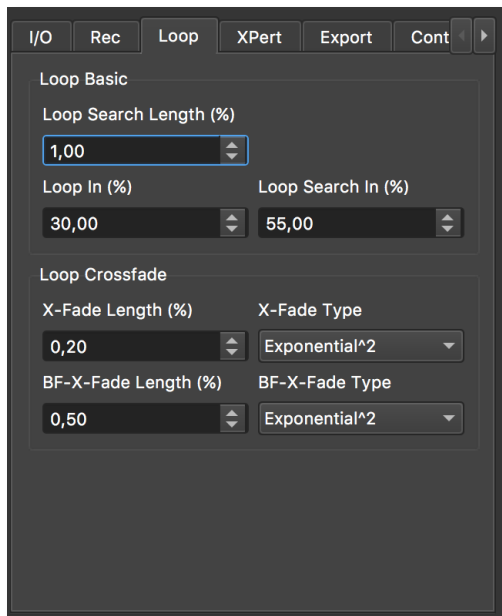 I/O Rec Loop XPert Export Cont
Loop Basic
Loop Search Length (%)
1,00
Loop In (%) Loop Search In (%)
30,00 55,00
Loop Crossfade
X-Fade Length (%) X-Fade Type
0,20 Exponential^2
BF-X-Fade Length (%) BF-X-Fade Type
0,50 Exponential^2